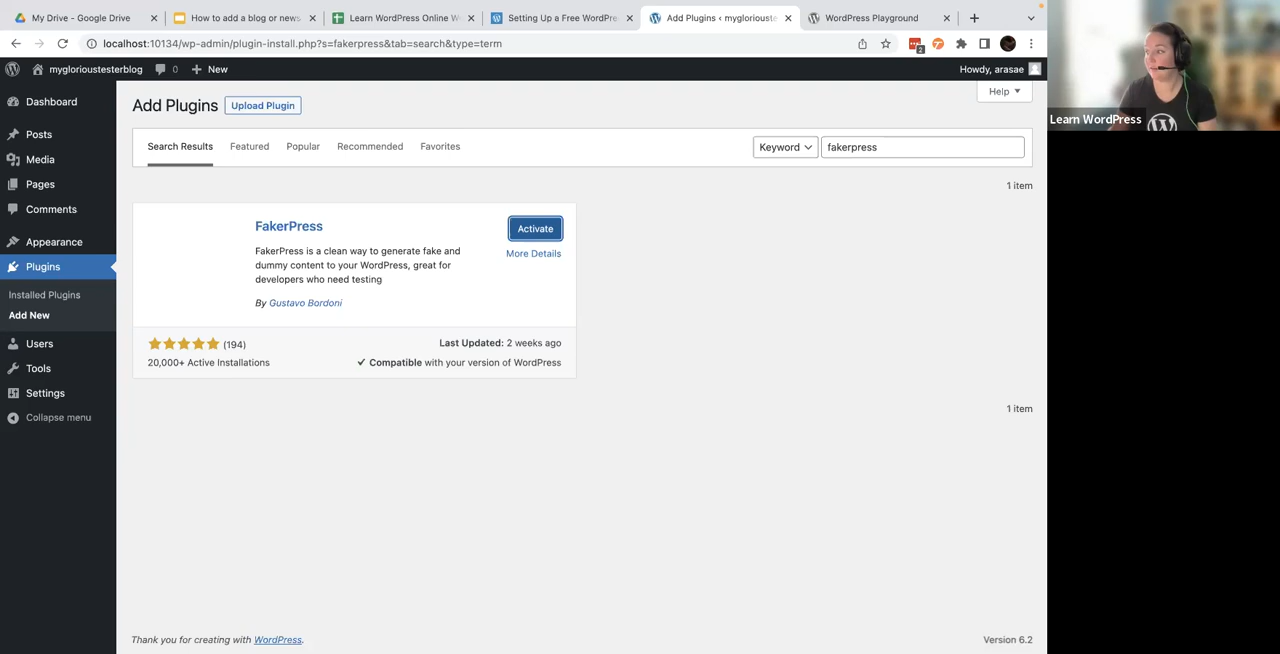 My Drive - Google Drive
How to add a blog or news
Learn WordPress Online W
Setting Up a Free WordPre
Add Plugins ‹ myglorioustes
WordPress Playground
localhost:10134/wp-admin/plugin-install.php?s=fakerpress&tab=search&type=term
2
myglorioustesterblog
0
New
Howdy, arasae
Dashboard
Posts
Media
Pages
Comments
Appearance
Plugins
Installed Plugins
Add New
Users
Tools
Settings
Collapse menu
Add Plugins
Upload Plugin
Help
Search Results
Featured
Popular
Recommended
Favorites
Keyword
fakerpress
1 item
FakerPress
Activate
More Details
FakerPress is a clean way to generate fake and
dummy content to your WordPress, great for
developers who need testing
By Gustavo Bordoni
(194)
Last Updated: 2 weeks ago
20,000+ Active Installations
Compatible with your version of WordPress
1 item
Thank you for creating with WordPress.
Version 6.2
Learn WordPress